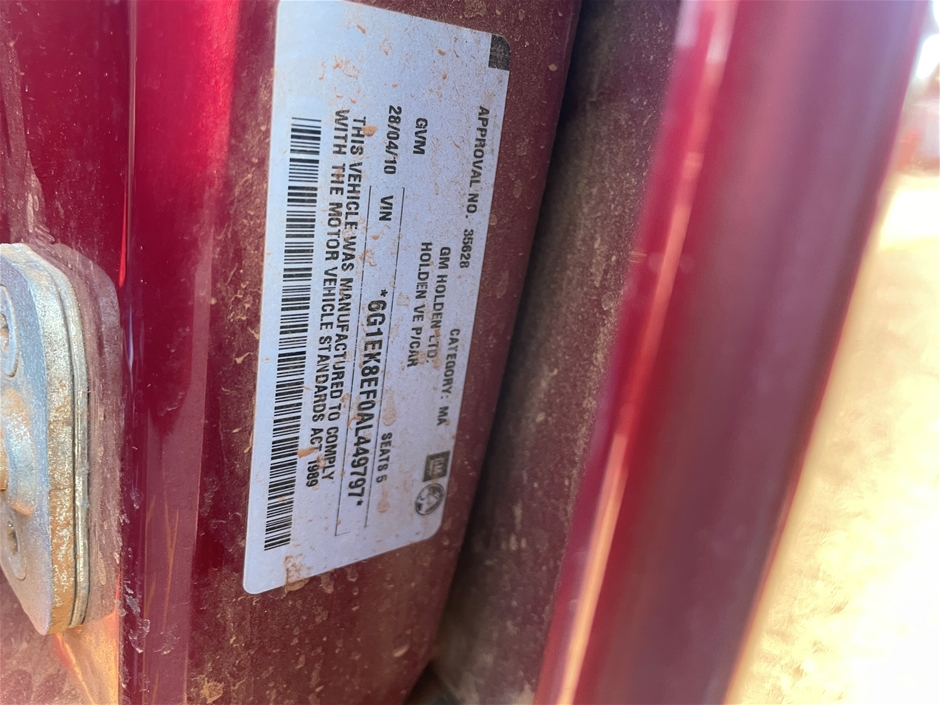 APPROVAL NO. 35628 CATEGORY: MA
GM HOLDEN LTD.
GVM HOLDEN VE P/CAR
SEATS 5
28/04/10 VIN *6G1EK8EF0AL449797*
THIS VEHICLE WAS MANUFACTURED TO COMPLY
WITH THE MOTOR VEHICLE STANDARDS ACT 1989
GM